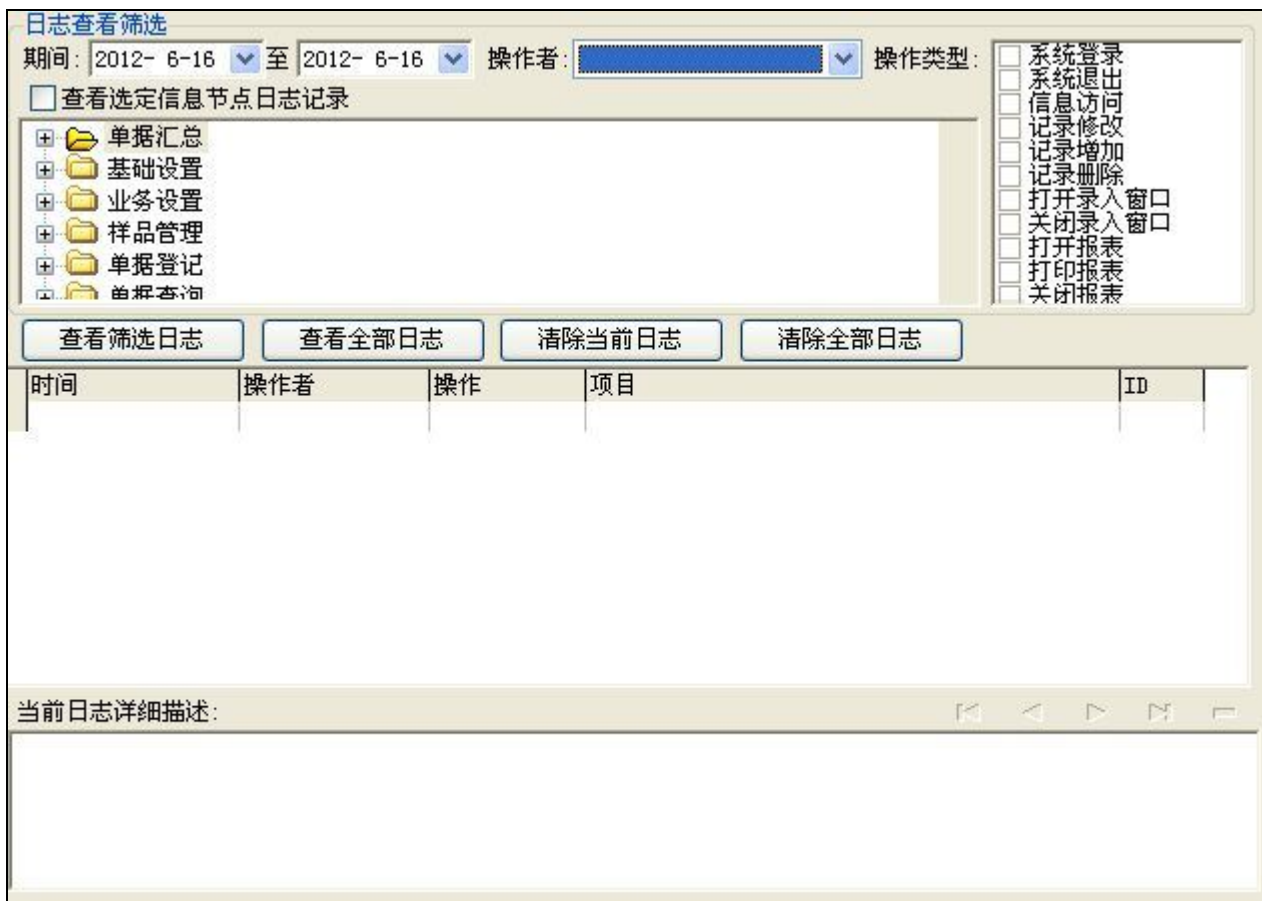 日志查看筛选
期间: 2012- 6-16 至 2012- 6-16 操作者: 操作类型:
系统登录
系统退出
信息访问
记录修改
记录增加
记录删除
打开录入窗口
关闭录入窗口
打开报表
打印报表
关闭报表
查看选定信息节点日志记录
单据汇总
基础设置
业务设置
样品管理
单据登记
单据查询
查看筛选日志 查看全部日志 清除当前日志 清除全部日志
时间 操作者 操作 项目 ID
当前日志详细描述: